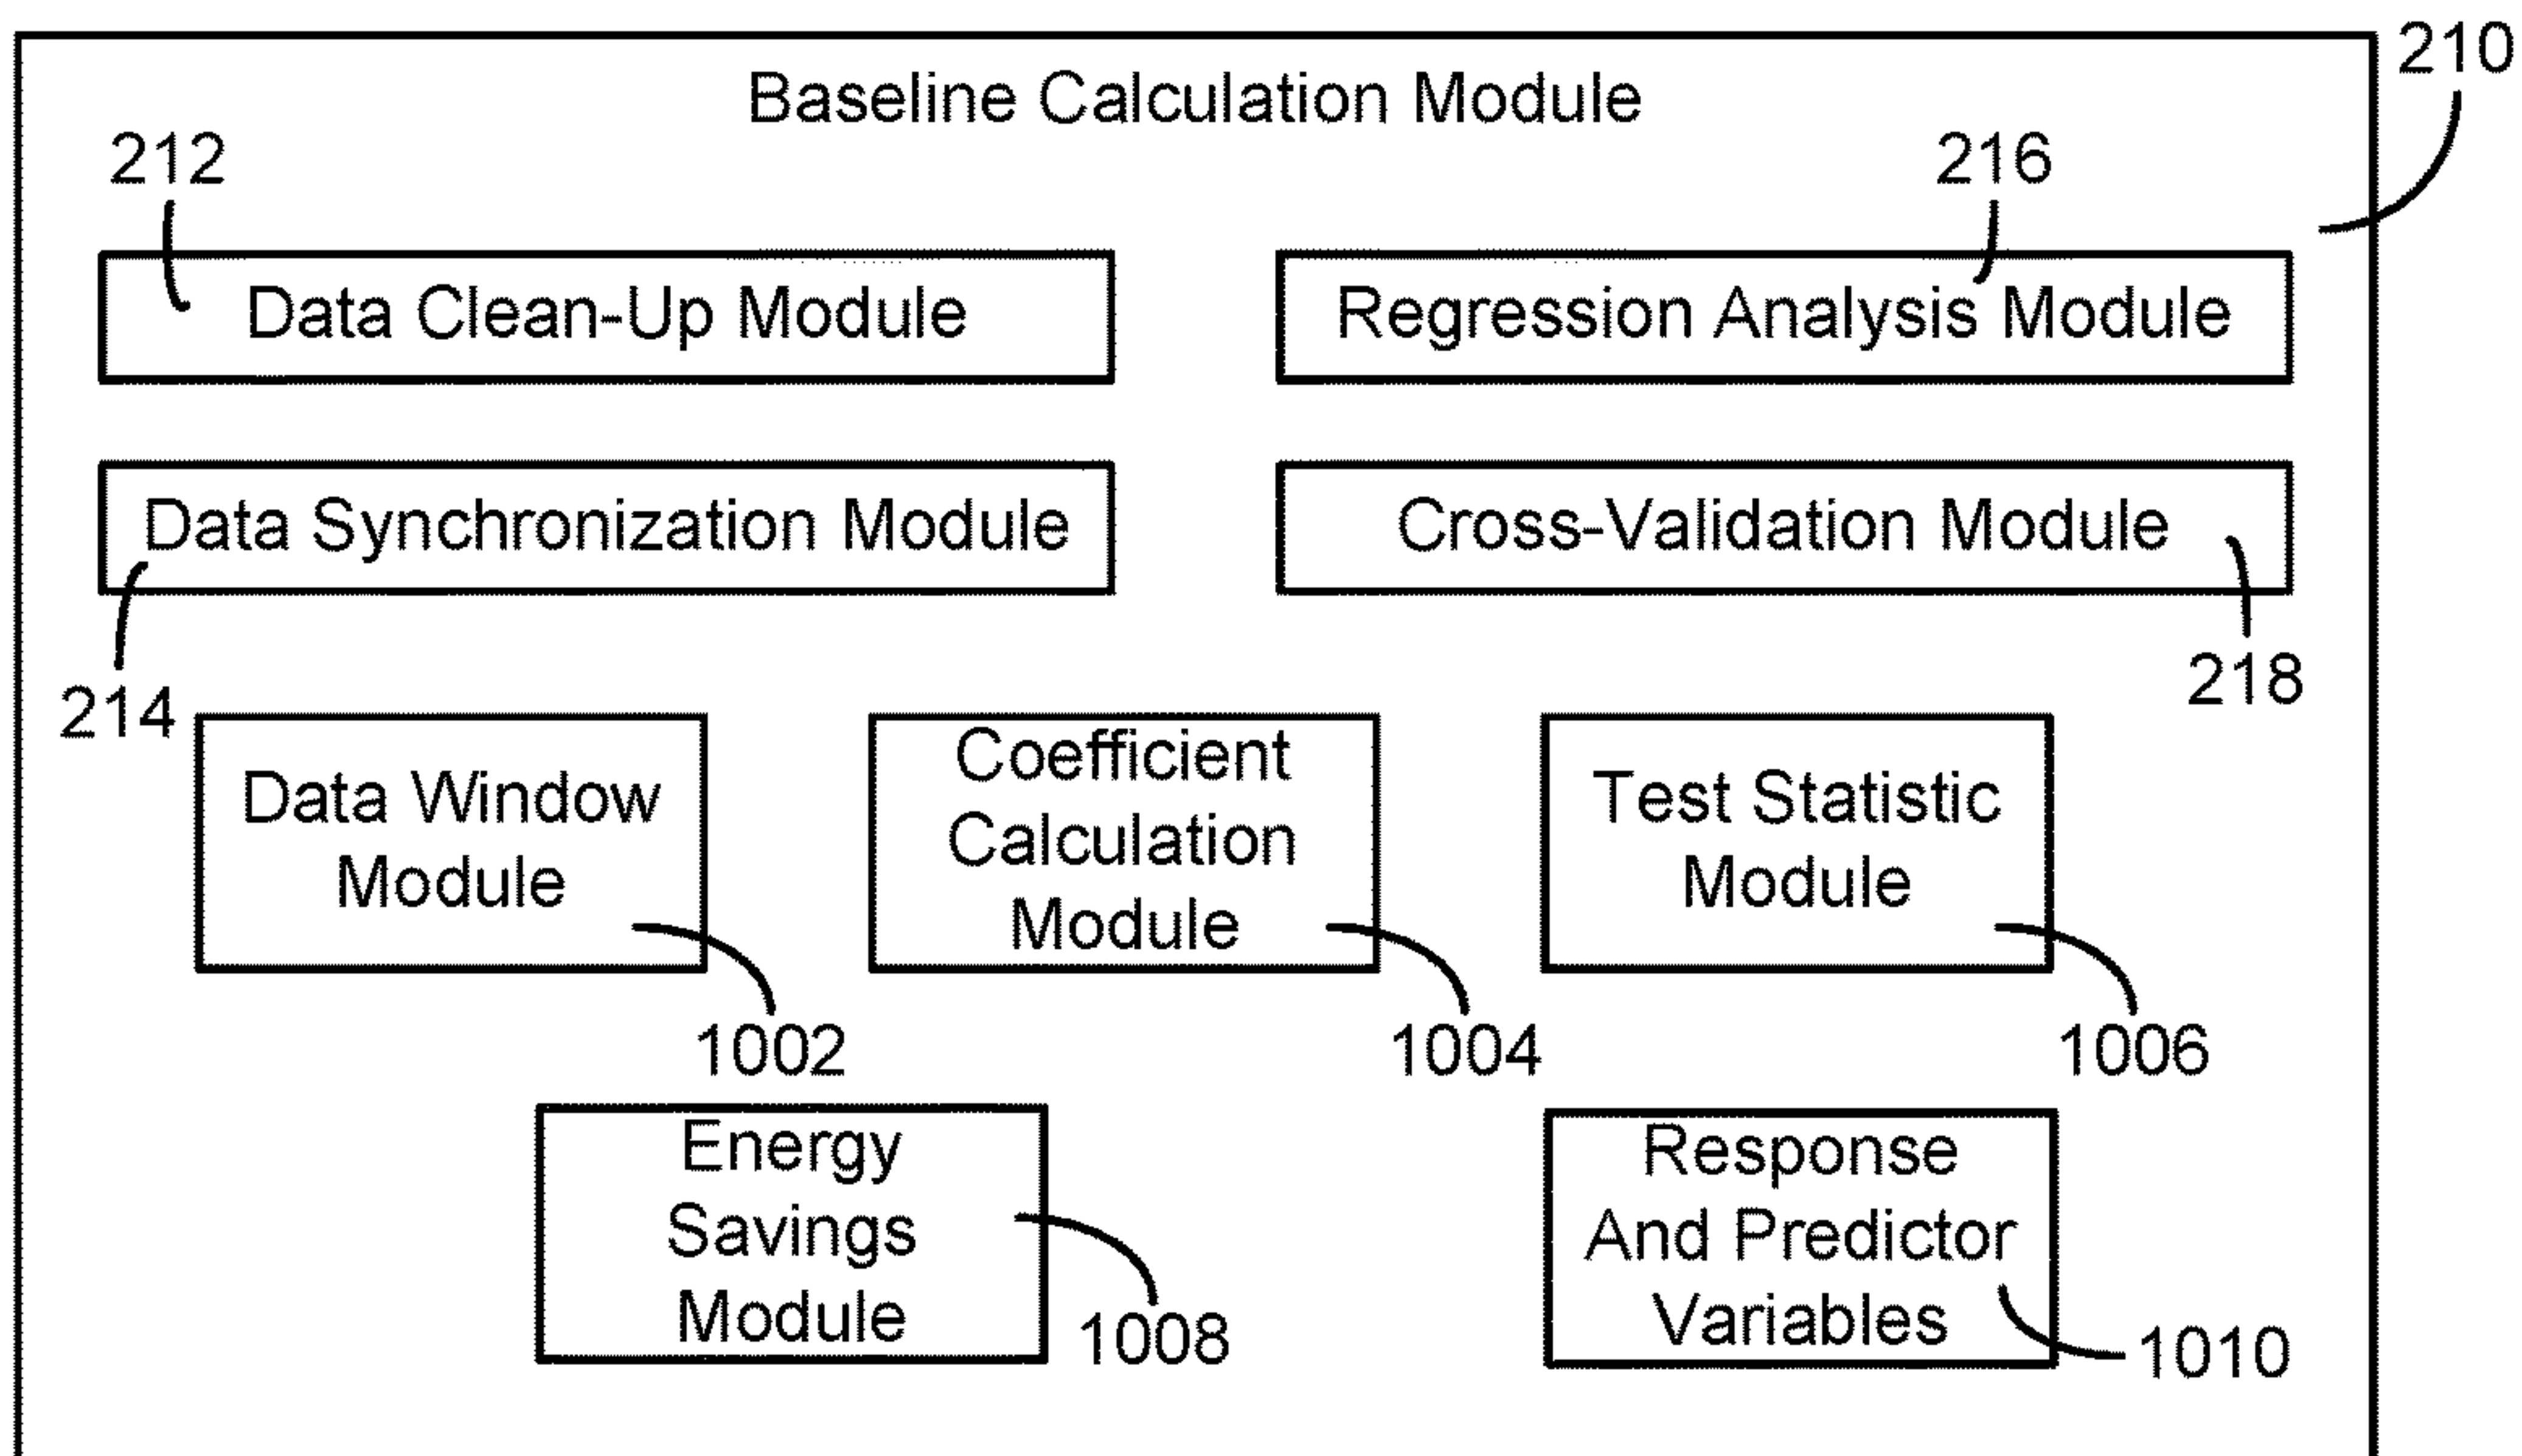 210
Baseline Calculation Module
212
216
Data Clean-Up Module
Regression Analysis Module
Data Synchronization Module
Cross-Validation Module
214
218
Data Window
Module
Coefficient
Calculation
Module
Test Statistic
Module
1002
1004
1006
Energy
Savings
Module
1008
Response
And Predictor
Variables
1010